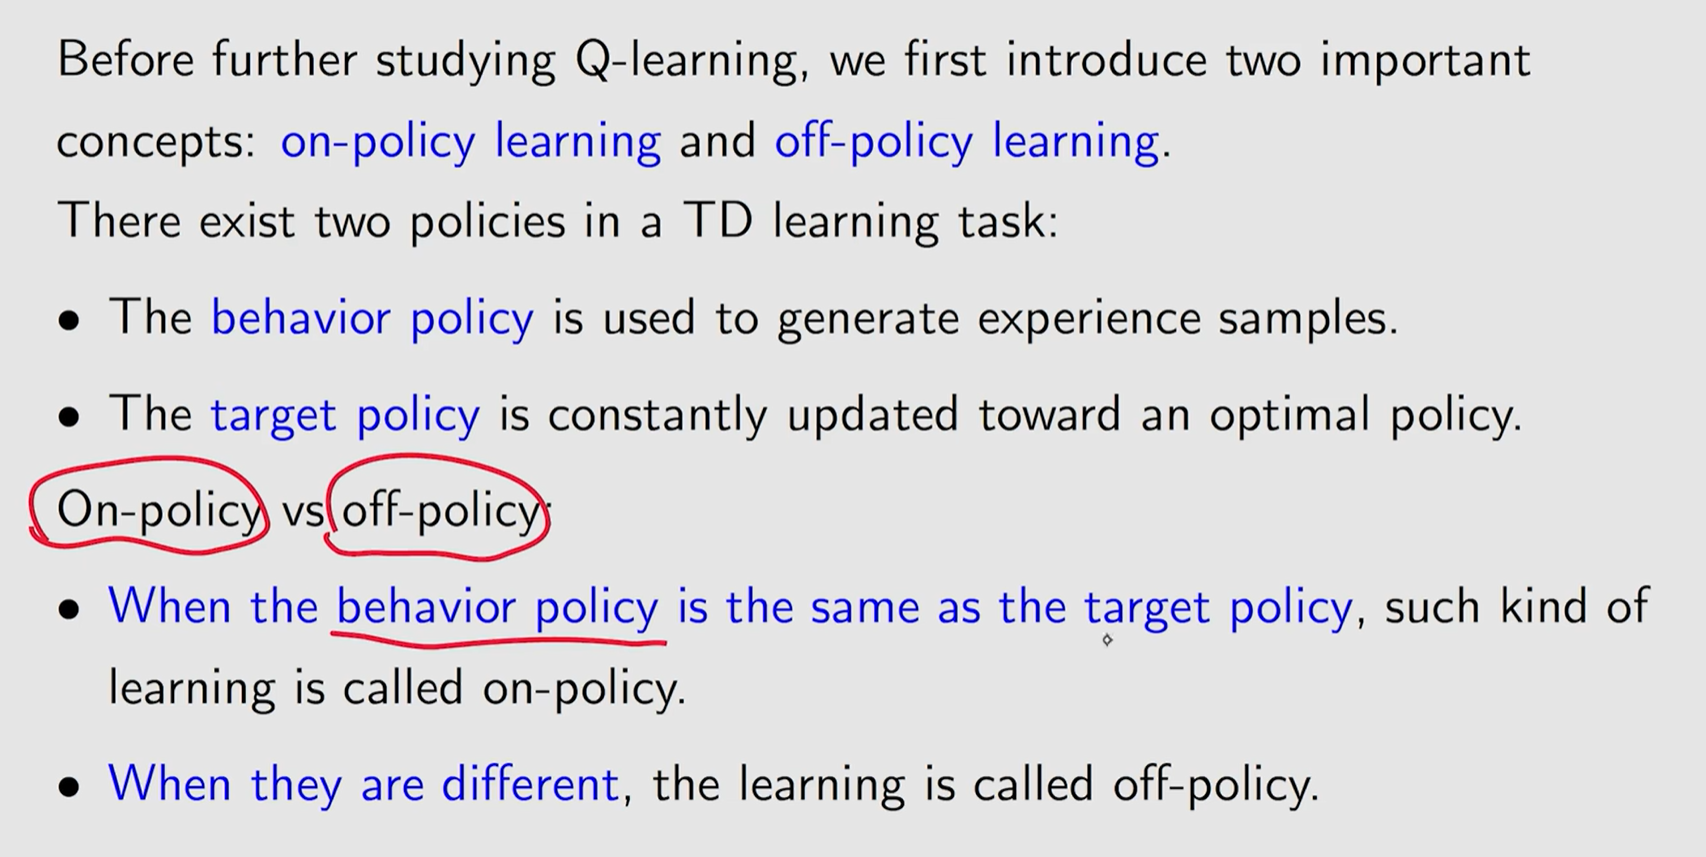 Before further studying Q-learning, we first introduce two important
concepts: on-policy learning and off-policy learning.
There exist two policies in a TD learning task:
• The behavior policy is used to generate experience samples.
• The target policy is constantly updated toward an optimal policy.
On-policy vs off-policy:
• When the behavior policy is the same as the target policy, such kind of
learning is called on-policy.
• When they are different, the learning is called off-policy.